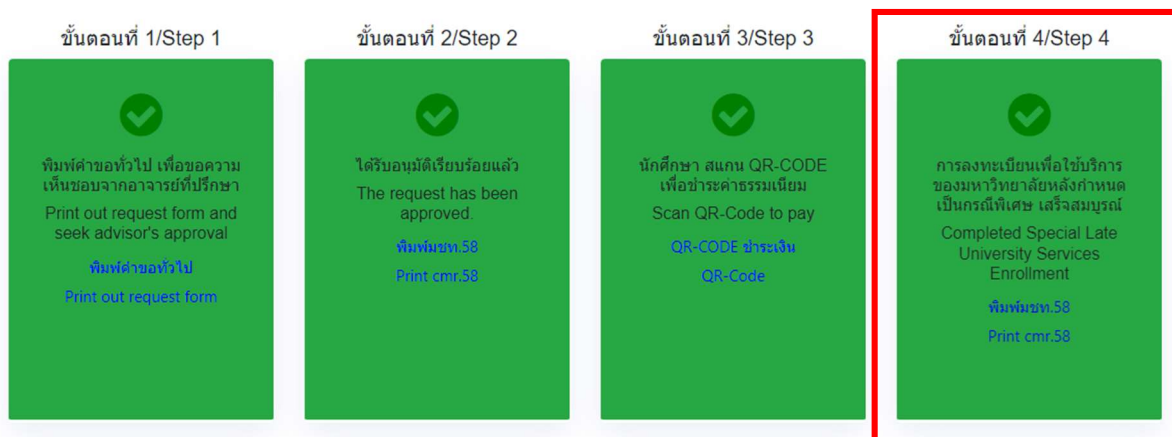 ขั้นตอนที่ 1/Step 1
พิมพ์คำขอทั่วไป เพื่อขอความ
เห็นชอบจากอาจารย์ที่ปรึกษา
Print out request form and
seek advisor's approval
พิมพ์คำขอทั่วไป
Print out request form
ขั้นตอนที่ 2/Step 2
ได้รับอนุมัติเรียบร้อยแล้ว
The request has been
approved.
พิมพ์มชท.58
Print cmr.58
ขั้นตอนที่ 3/Step 3
นักศึกษา สแกน QR-CODE
เพื่อชำระค่าธรรมเนียม
Scan QR-Code to pay
QR-CODE ชำระเงิน
QR-Code
ขั้นตอนที่ 4/Step 4
การลงทะเบียนเพื่อใช้บริการ
ของมหาวิทยาลัยหลังกำหนด
เป็นกรณีพิเศษ เสร็จสมบูรณ์
Completed Special Late
University Services
Enrollment
พิมพ์มชท.58
Print cmr.58